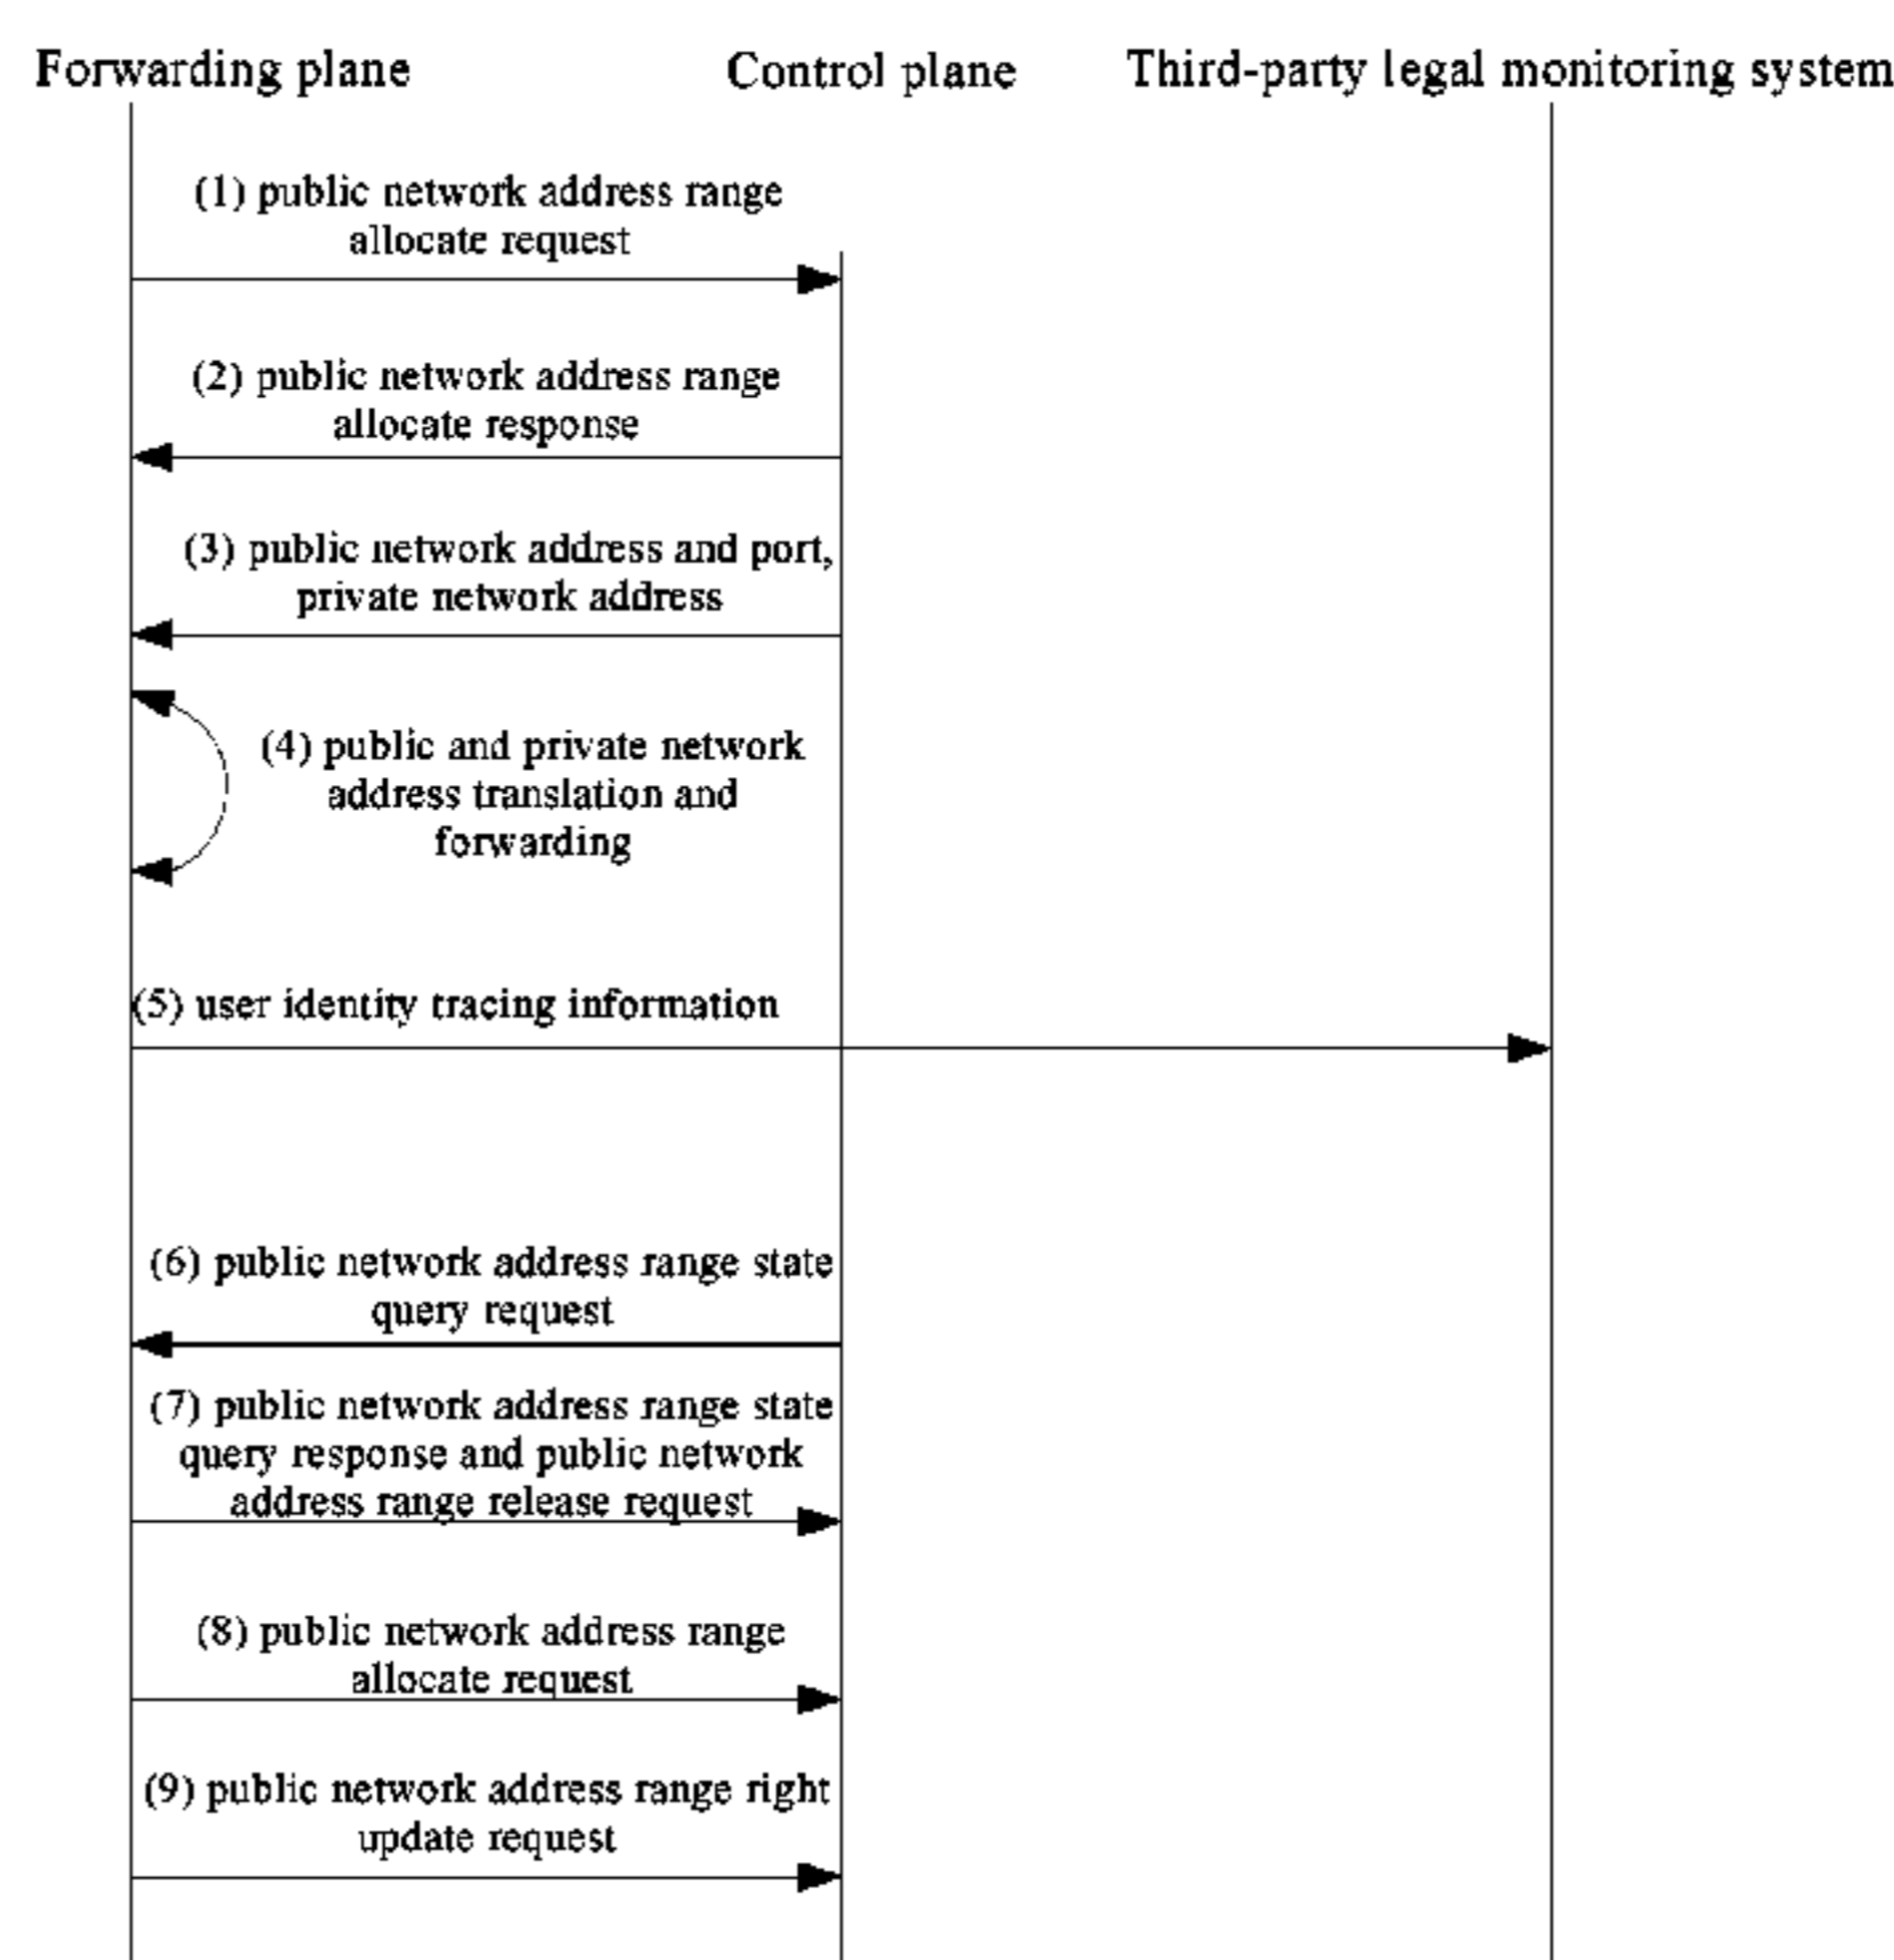 Forwarding plane
Control plane
Third-party legal monitoring system
(1) public network address range
allocate request
(2) public network address range
allocate response
(3) public network address and port,
private network address
(4) public and private network
address translation and
forwarding
(5) user identity tracing information
(6) public network address range state
query request
(7) public network address range state
query response and public network
address range release request
(8) public network address range
allocate request
(9) public network address range right
update request